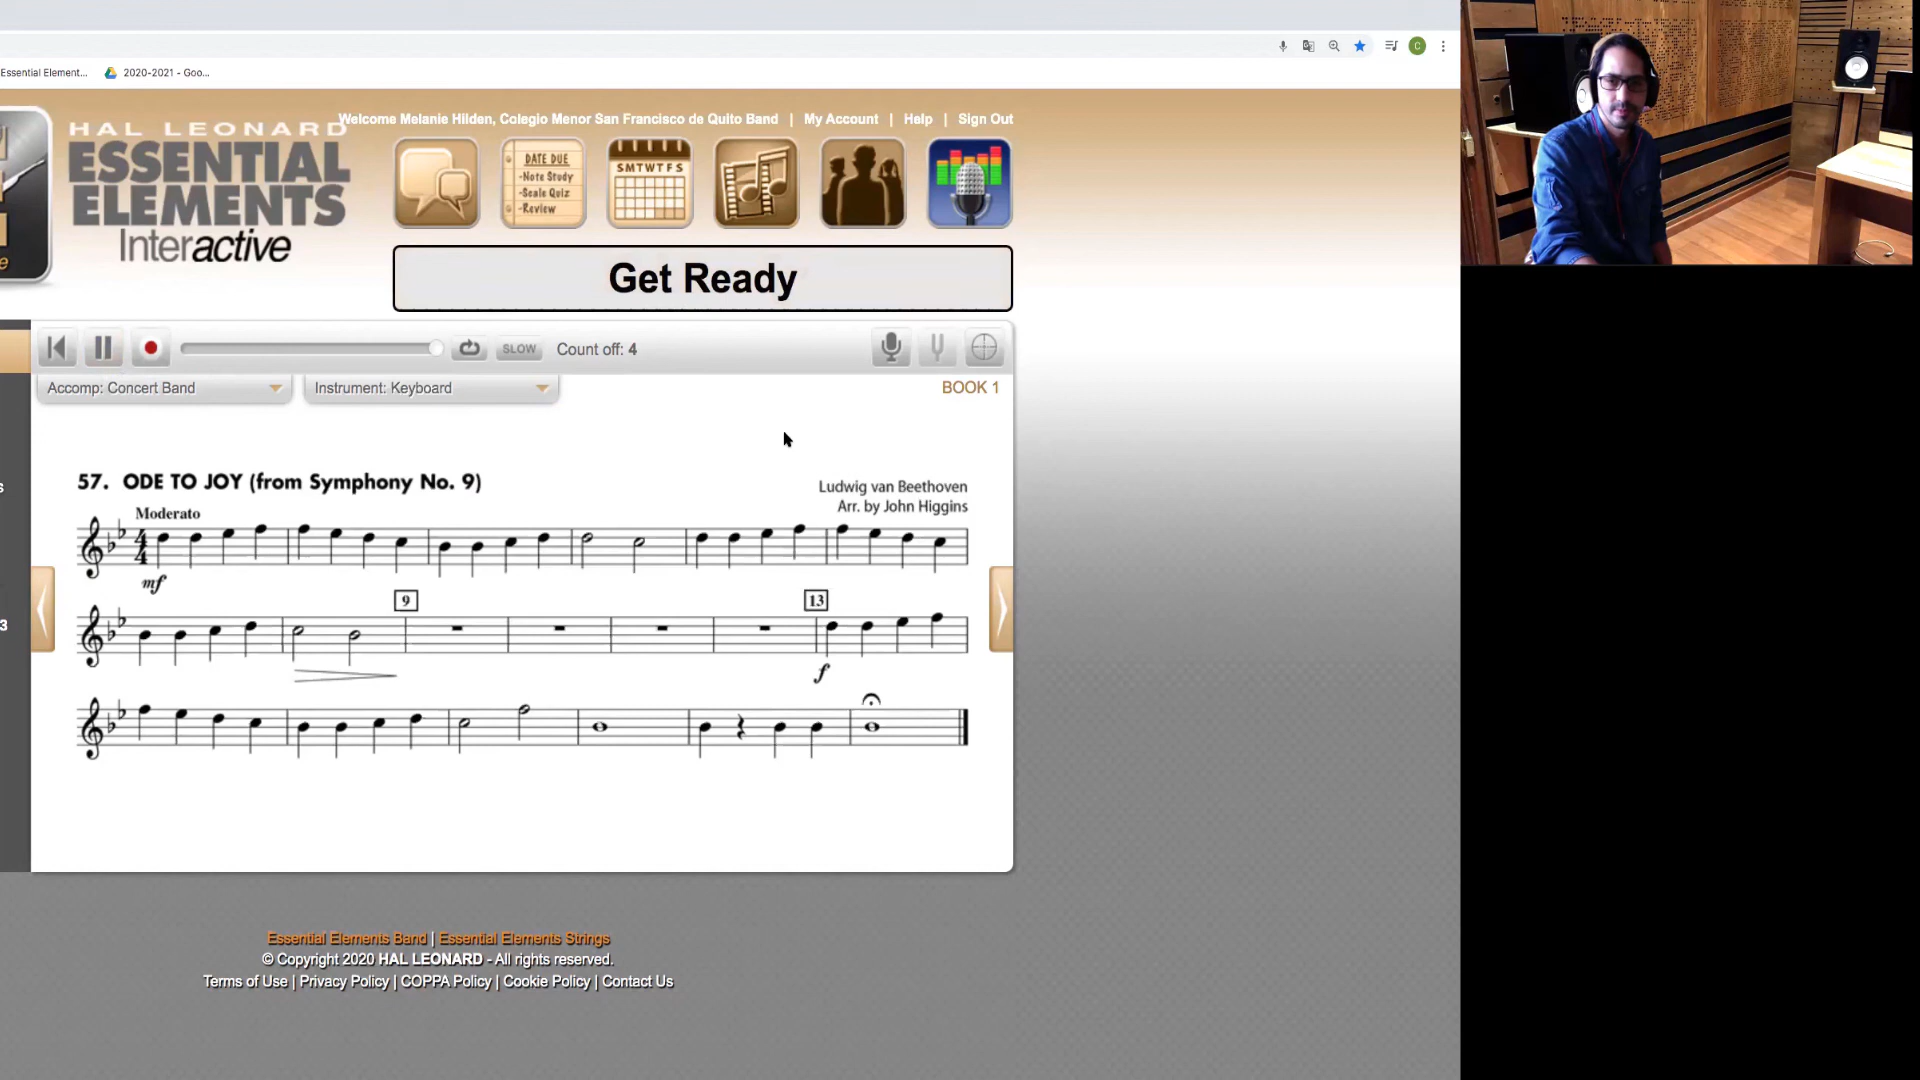 Essential Element...
2020-2021 - Goo...
C
HAL LEONARD
ESSENTIAL
ELEMENTS
Interactive
Welcome Melanie Hilden, Colegio Menor San Francisco de Quito Band | My Account | Help | Sign Out
DATE DUE
-Note Study
-Scale Quiz
-Review
SMTWTFS
Get Ready
SLOW
Count off: 4
Accomp: Concert Band
Instrument: Keyboard
BOOK 1
57. ODE TO JOY (from Symphony No. 9)
Ludwig van Beethoven
Arr. by John Higgins
Moderato
4
4
mf
9
13
f
3
Essential Elements Band | Essential Elements Strings
© Copyright 2020 HAL LEONARD - All rights reserved.
Terms of Use | Privacy Policy | COPPA Policy | Cookie Policy | Contact Us